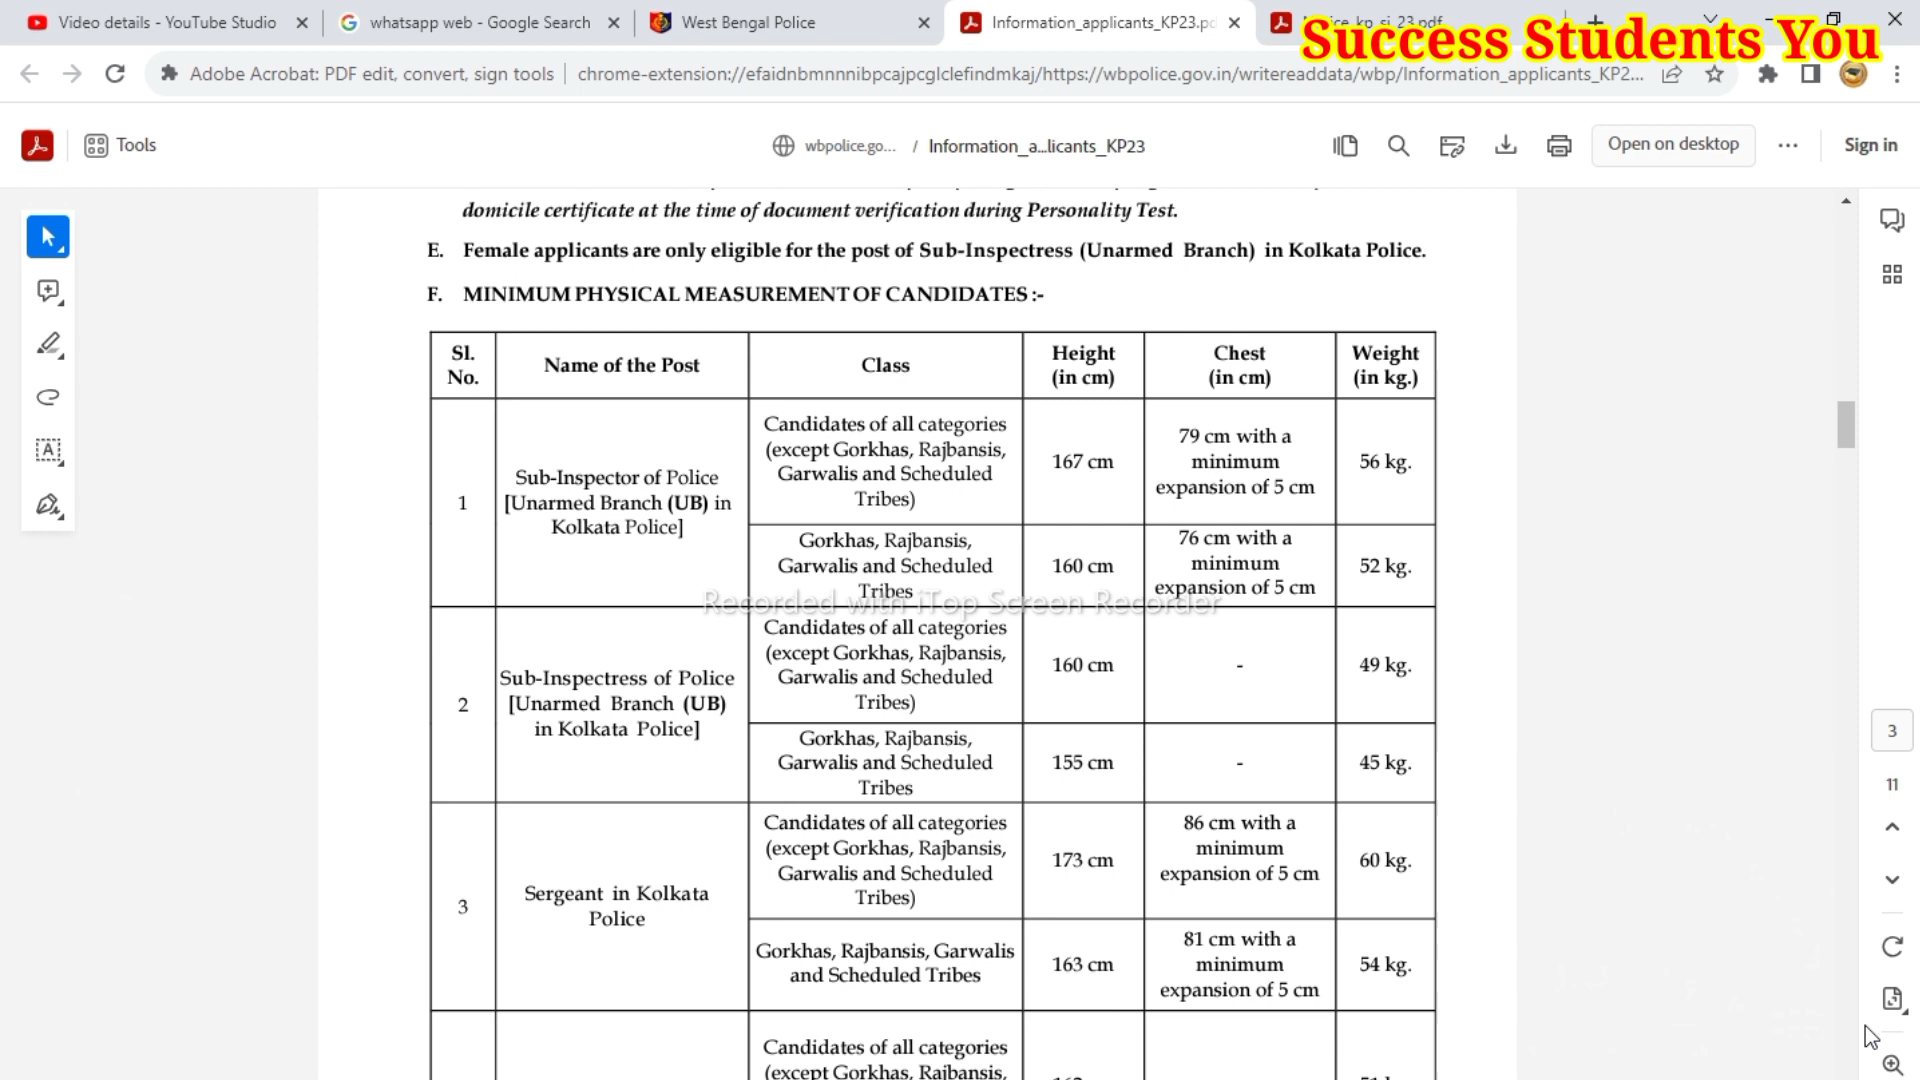 Video details - YouTube Studio
whatsapp web - Google Search
West Bengal Police
Information_applicants_KP23.pd
Notice_kp_si_23.pdf
Success Students You
Adobe Acrobat: PDF edit, convert, sign tools
chrome-extension://efaidnbmnnnibpcajpcglclefindmkaj/https://wbpolice.gov.in/writereaddata/wbp/Information_applicants_KP2...
Tools
wbpolice.go... / Information_a...licants_KP23
Open on desktop
Sign in
domicile certificate at the time of document verification during Personality Test.
E. Female applicants are only eligible for the post of Sub-Inspectress (Unarmed Branch) in Kolkata Police.
F. MINIMUM PHYSICAL MEASUREMENT OF CANDIDATES :-
Sl.
No.
Name of the Post
Class
Height
(in cm)
Chest
(in cm)
Weight
(in kg.)
1
Sub-Inspector of Police
[Unarmed Branch (UB) in
Kolkata Police]
Candidates of all categories
(except Gorkhas, Rajbansis,
Garwalis and Scheduled
Tribes)
167 cm
79 cm with a
minimum
expansion of 5 cm
56 kg.
Gorkhas, Rajbansis,
Garwalis and Scheduled
Tribes
160 cm
76 cm with a
minimum
expansion of 5 cm
52 kg.
Recorded with iTop Screen Recorder
2
Sub-Inspectress of Police
[Unarmed Branch (UB)
in Kolkata Police]
Candidates of all categories
(except Gorkhas, Rajbansis,
Garwalis and Scheduled
Tribes)
160 cm
-
49 kg.
Gorkhas, Rajbansis,
Garwalis and Scheduled
Tribes
155 cm
-
45 kg.
3
Sergeant in Kolkata
Police
Candidates of all categories
(except Gorkhas, Rajbansis,
Garwalis and Scheduled
Tribes)
173 cm
86 cm with a
minimum
expansion of 5 cm
60 kg.
Gorkhas, Rajbansis, Garwalis
and Scheduled Tribes
163 cm
81 cm with a
minimum
expansion of 5 cm
54 kg.
Candidates of all categories
(except Gorkhas, Rajbansis,
3
11